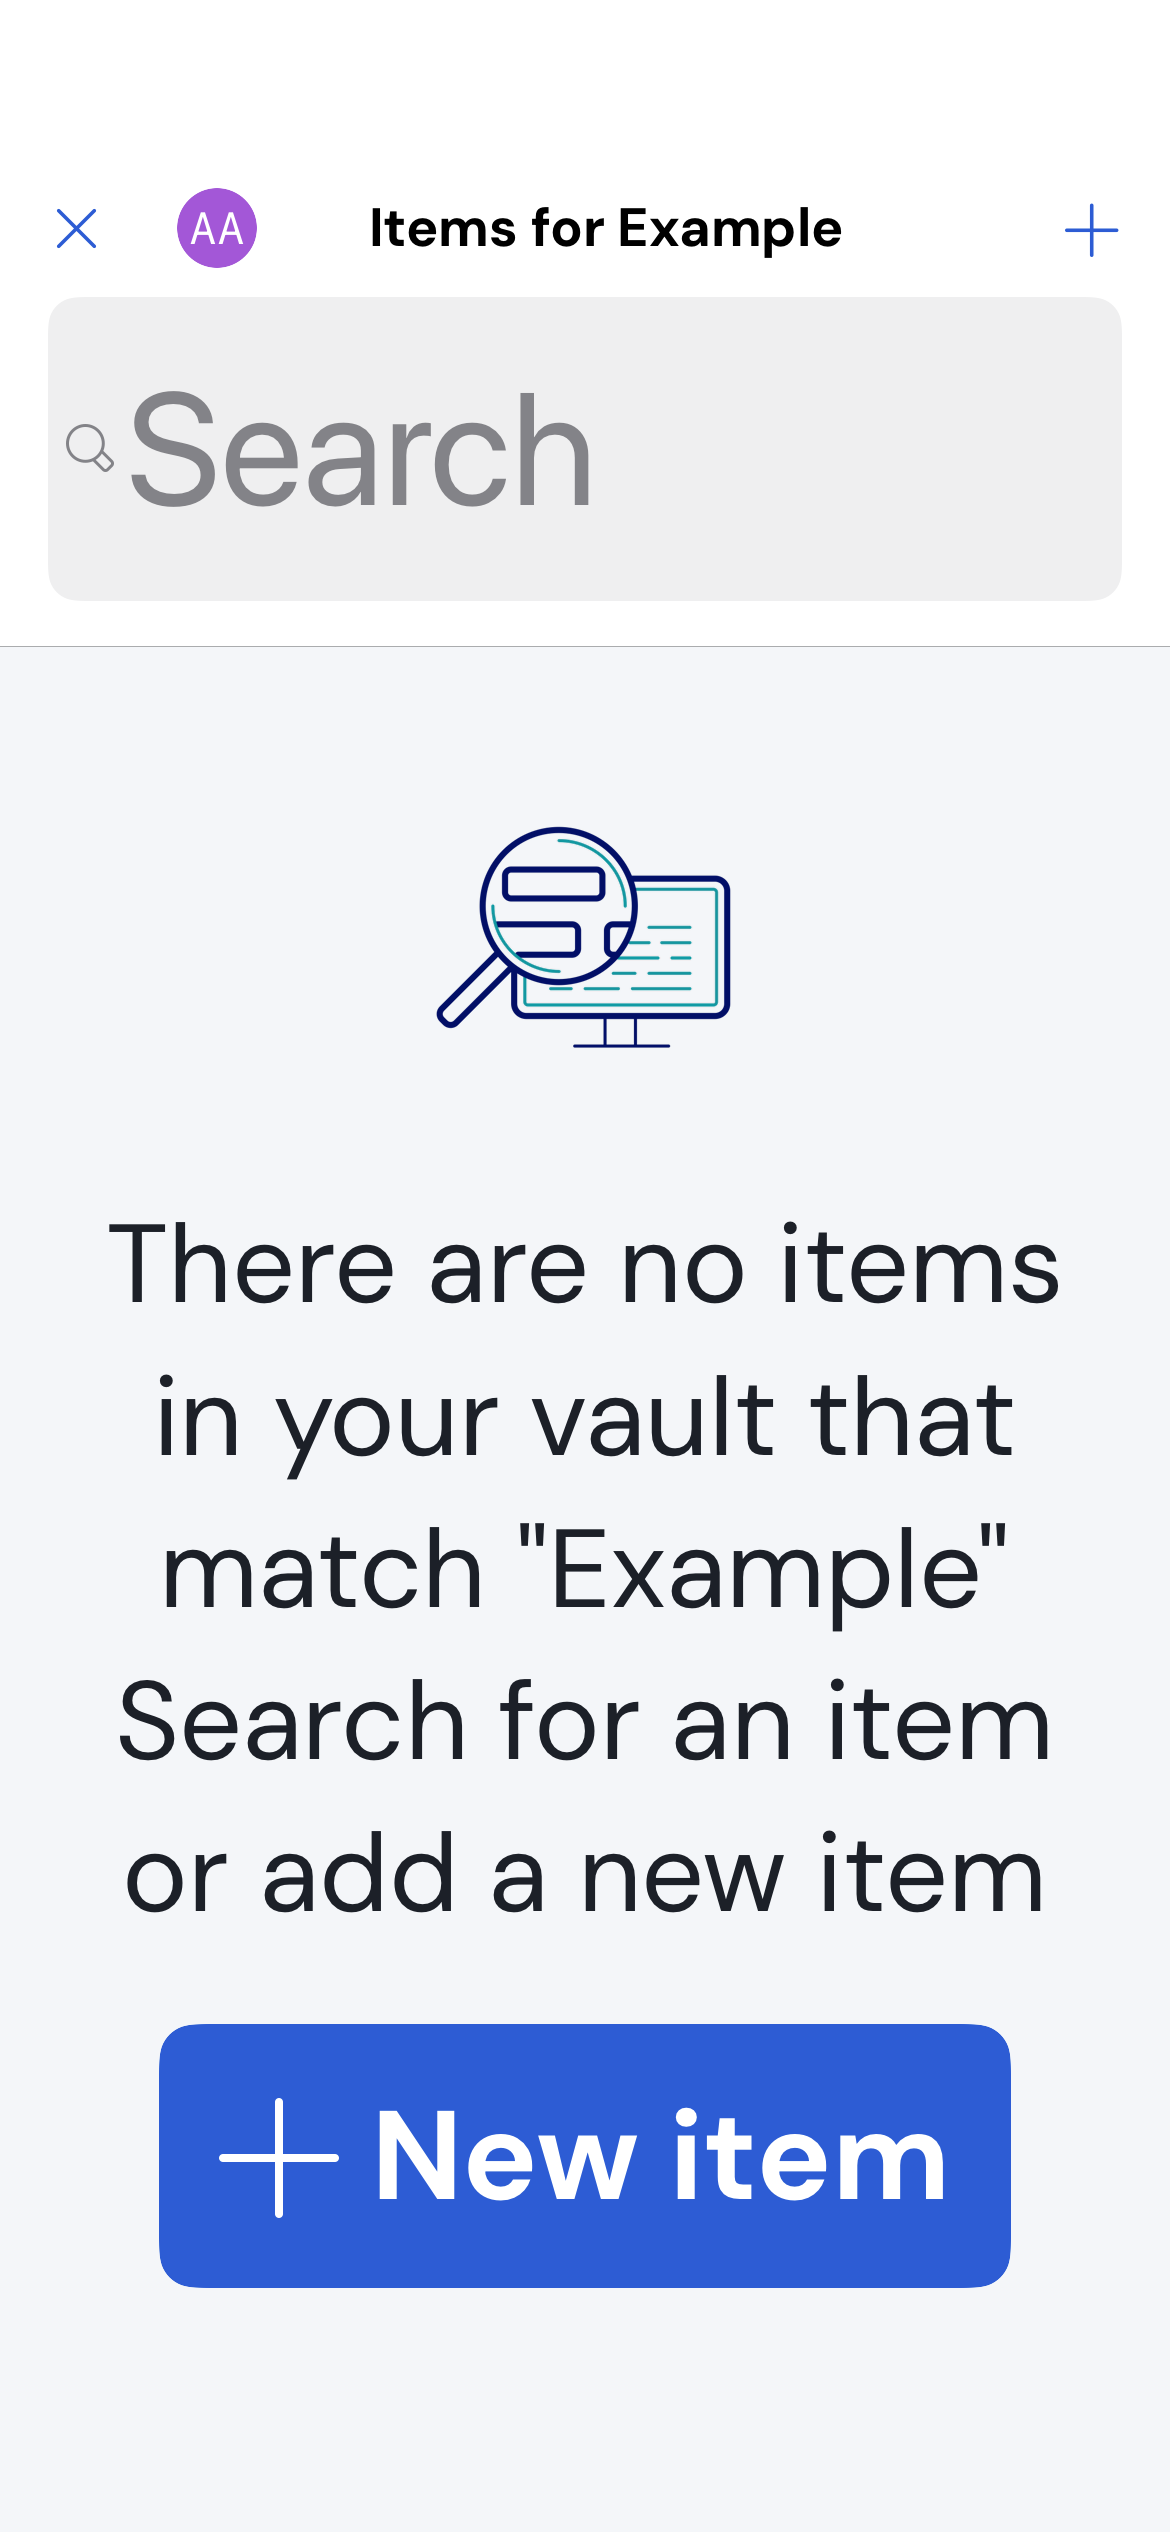 AA
Items for Example
Search
There are no items
in your vault that
match "Example"
Search for an item
or add a new item
New item